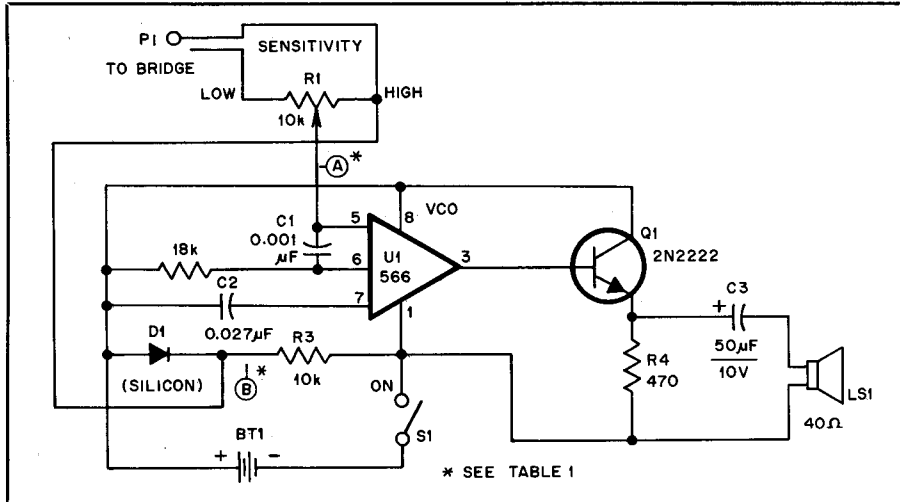 P1
SENSITIVITY
TO BRIDGE
R1
LOW
HIGH
10k
A *
VCO
8
C1
0.001
µF
5
U1
566
6
7
3
1
Q1
2N2222
18k
C2
0.027µF
D1
(SILICON)
B *
R3
10k
C3
+
50µF
10V
R4
470
LS1
40Ω
ON
S1
BT1
+ -
* SEE TABLE 1